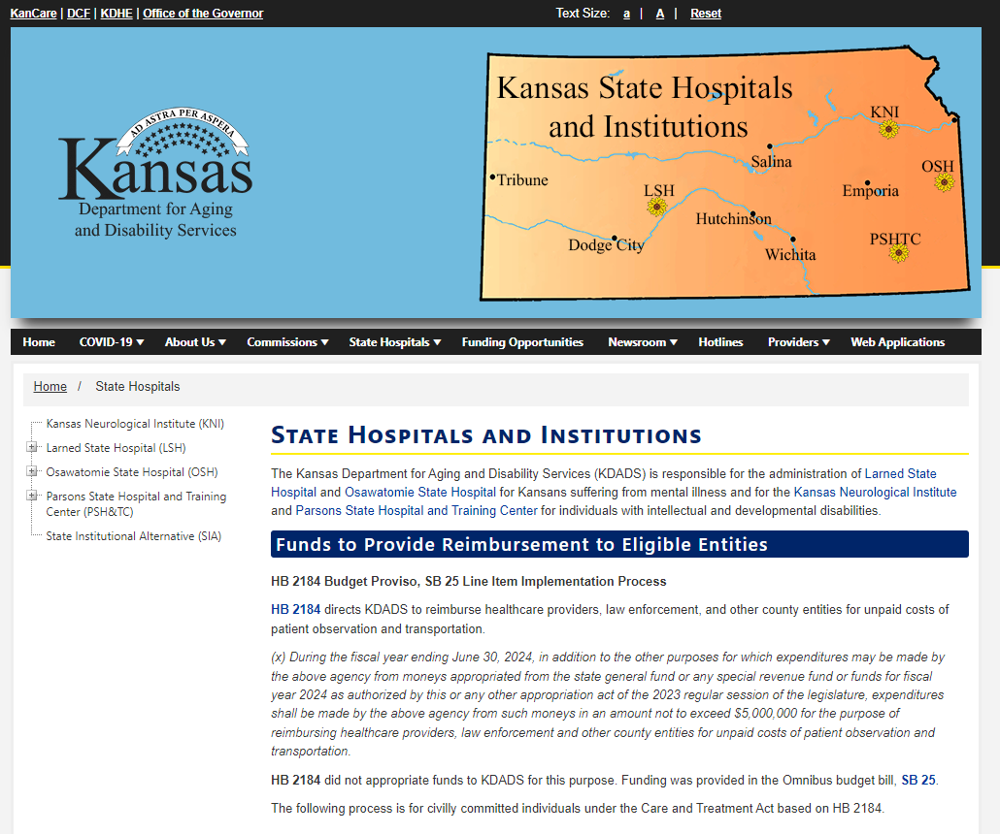 KanCare | DCF | KDHE | Office of the Governor
Text Size: a | A | Reset
AD ASTRA PER ASPERA
Kansas
Department for Aging
and Disability Services
Kansas State Hospitals
and Institutions
KNI
Salina
OSH
Tribune
LSH
Emporia
Hutchinson
Dodge City
PSHTC
Wichita
Home COVID-19 About Us Commissions State Hospitals Funding Opportunities Newsroom Hotlines Providers Web Applications
Home / State Hospitals
Kansas Neurological Institute (KNI)
Larned State Hospital (LSH)
Osawatomie State Hospital (OSH)
Parsons State Hospital and Training
Center (PSH&TC)
State Institutional Alternative (SIA)
State Hospitals and Institutions
The Kansas Department for Aging and Disability Services (KDADS) is responsible for the administration of Larned State
Hospital and Osawatomie State Hospital for Kansans suffering from mental illness and for the Kansas Neurological Institute
and Parsons State Hospital and Training Center for individuals with intellectual and developmental disabilities.
Funds to Provide Reimbursement to Eligible Entities
HB 2184 Budget Proviso, SB 25 Line Item Implementation Process
HB 2184 directs KDADS to reimburse healthcare providers, law enforcement, and other county entities for unpaid costs of
patient observation and transportation.
(x) During the fiscal year ending June 30, 2024, in addition to the other purposes for which expenditures may be made by
the above agency from moneys appropriated from the state general fund or any special revenue fund or funds for fiscal
year 2024 as authorized by this or any other appropriation act of the 2023 regular session of the legislature, expenditures
shall be made by the above agency from such moneys in an amount not to exceed $5,000,000 for the purpose of
reimbursing healthcare providers, law enforcement and other county entities for unpaid costs of patient observation and
transportation.
HB 2184 did not appropriate funds to KDADS for this purpose. Funding was provided in the Omnibus budget bill, SB 25.
The following process is for civilly committed individuals under the Care and Treatment Act based on HB 2184.